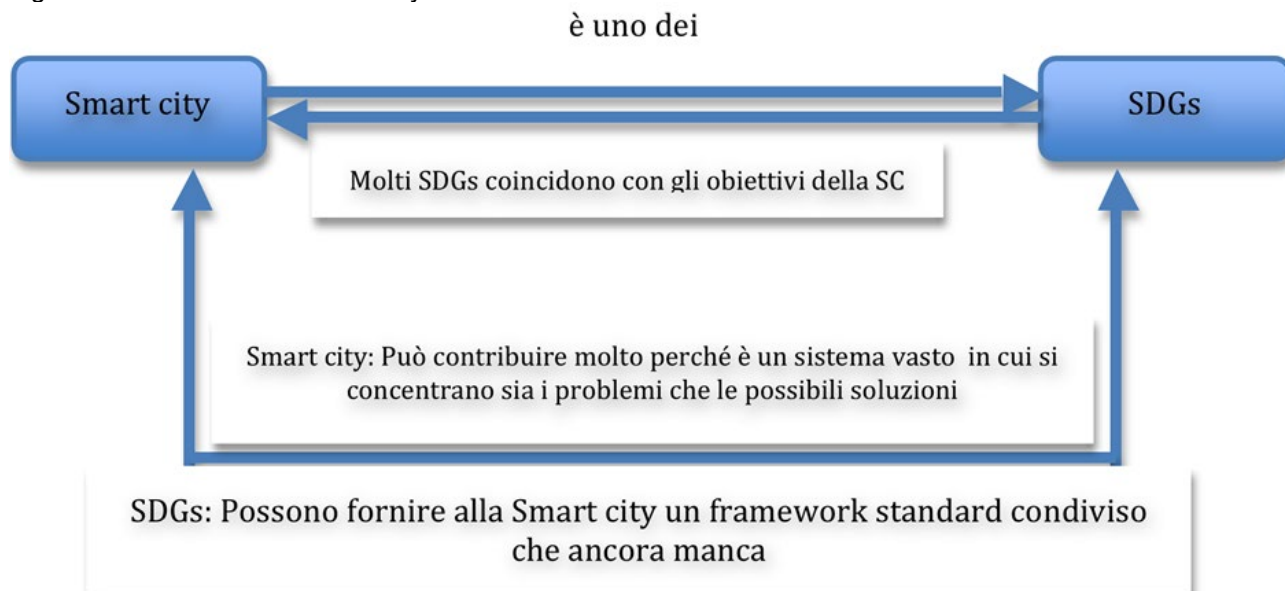 è uno dei
Smart city
SDGs
Molti SDGs coincidono con gli obiettivi della SC
Smart city: Può contribuire molto perché è un sistema vasto in cui si
concentrano sia i problemi che le possibili soluzioni
SDGs: Possono fornire alla Smart city un framework standard condiviso
che ancora manca